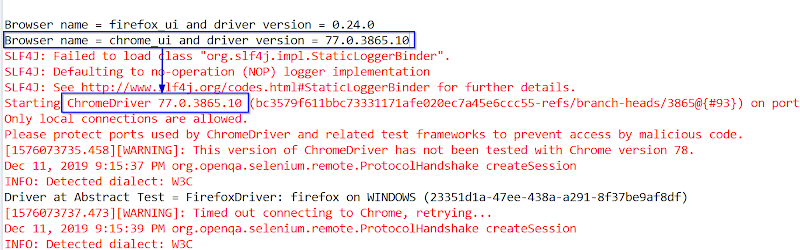 Browser name = firefox_ui and driver version = 0.24.0
Browser name = chrome_ui and driver version = 77.0.3865.10
SLF4J: Failed to load class "org.slf4j.impl.StaticLoggerBinder".
SLF4J: Defaulting to no-operation (NOP) logger implementation
SLF4J: See http://www.slf4j.org/codes.html#StaticLoggerBinder for further details.
Starting ChromeDriver 77.0.3865.10 (bc3579f611bbc73331171afe020ec7a45e6ccc55-refs/branch-heads/3865@{#93}) on port
Only local connections are allowed.
Please protect ports used by ChromeDriver and related test frameworks to prevent access by malicious code.
[1576073735.458][WARNING]: This version of ChromeDriver has not been tested with Chrome version 78.
Dec 11, 2019 9:15:37 PM org.openqa.selenium.remote.ProtocolHandshake createSession
INFO: Detected dialect: W3C
Driver at Abstract Test = FirefoxDriver: firefox on WINDOWS (23351d1a-47ee-438a-a291-8f37be9af8df)
[1576073737.473][WARNING]: Timed out connecting to Chrome, retrying...
Dec 11, 2019 9:15:39 PM org.openqa.selenium.remote.ProtocolHandshake createSession
INFO: Detected dialect: W3C